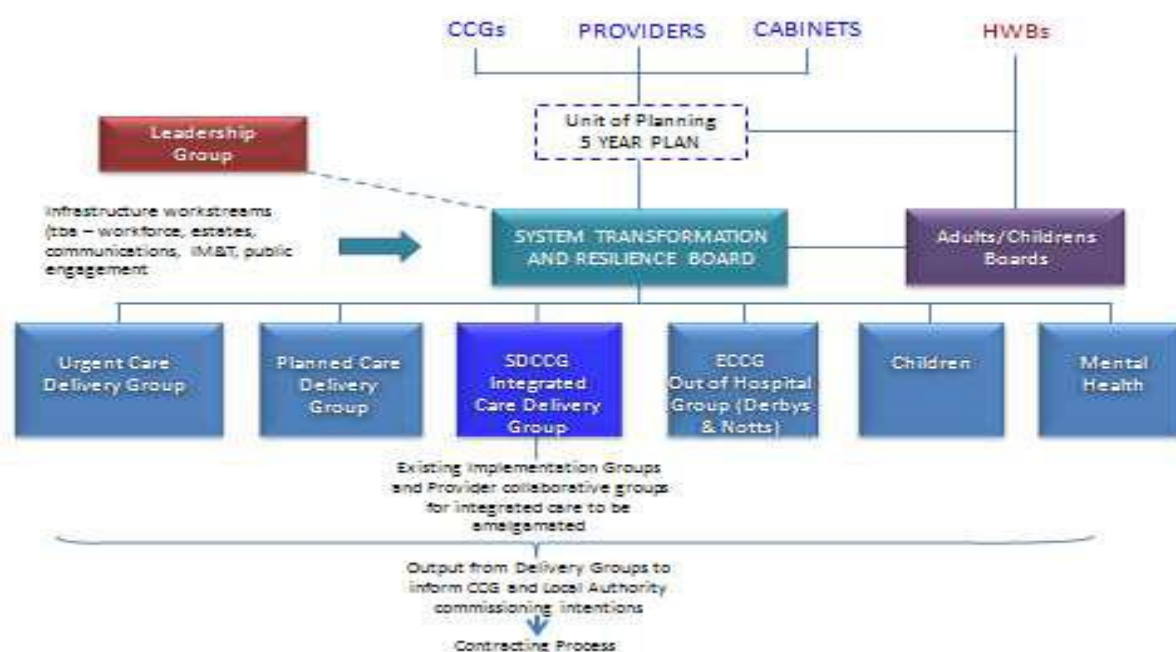 CCGs PROVIDERS CABINETS HWBs
Unit of Planning
5 YEAR PLAN
Leadership
Group
Infrastructure workstreams
(tba – workforce, estates,
communications, IM&T, public
engagement
SYSTEM TRANSFORMATION
AND RESILIENCE BOARD
Adults/Childrens
Boards
Urgent Care
Delivery Group
Planned Care
Delivery
Group
SDCCG
Integrated
Care Delivery
Group
ECCG
Out of Hospital
Group (Derbys
& Notts)
Children
Mental
Health
Existing Implementation Groups
and Provider collaborative groups
for integrated care to be
amalgamated
Output from Delivery Groups to
inform CCG and Local Authority
commissioning intentions
Contracting Process